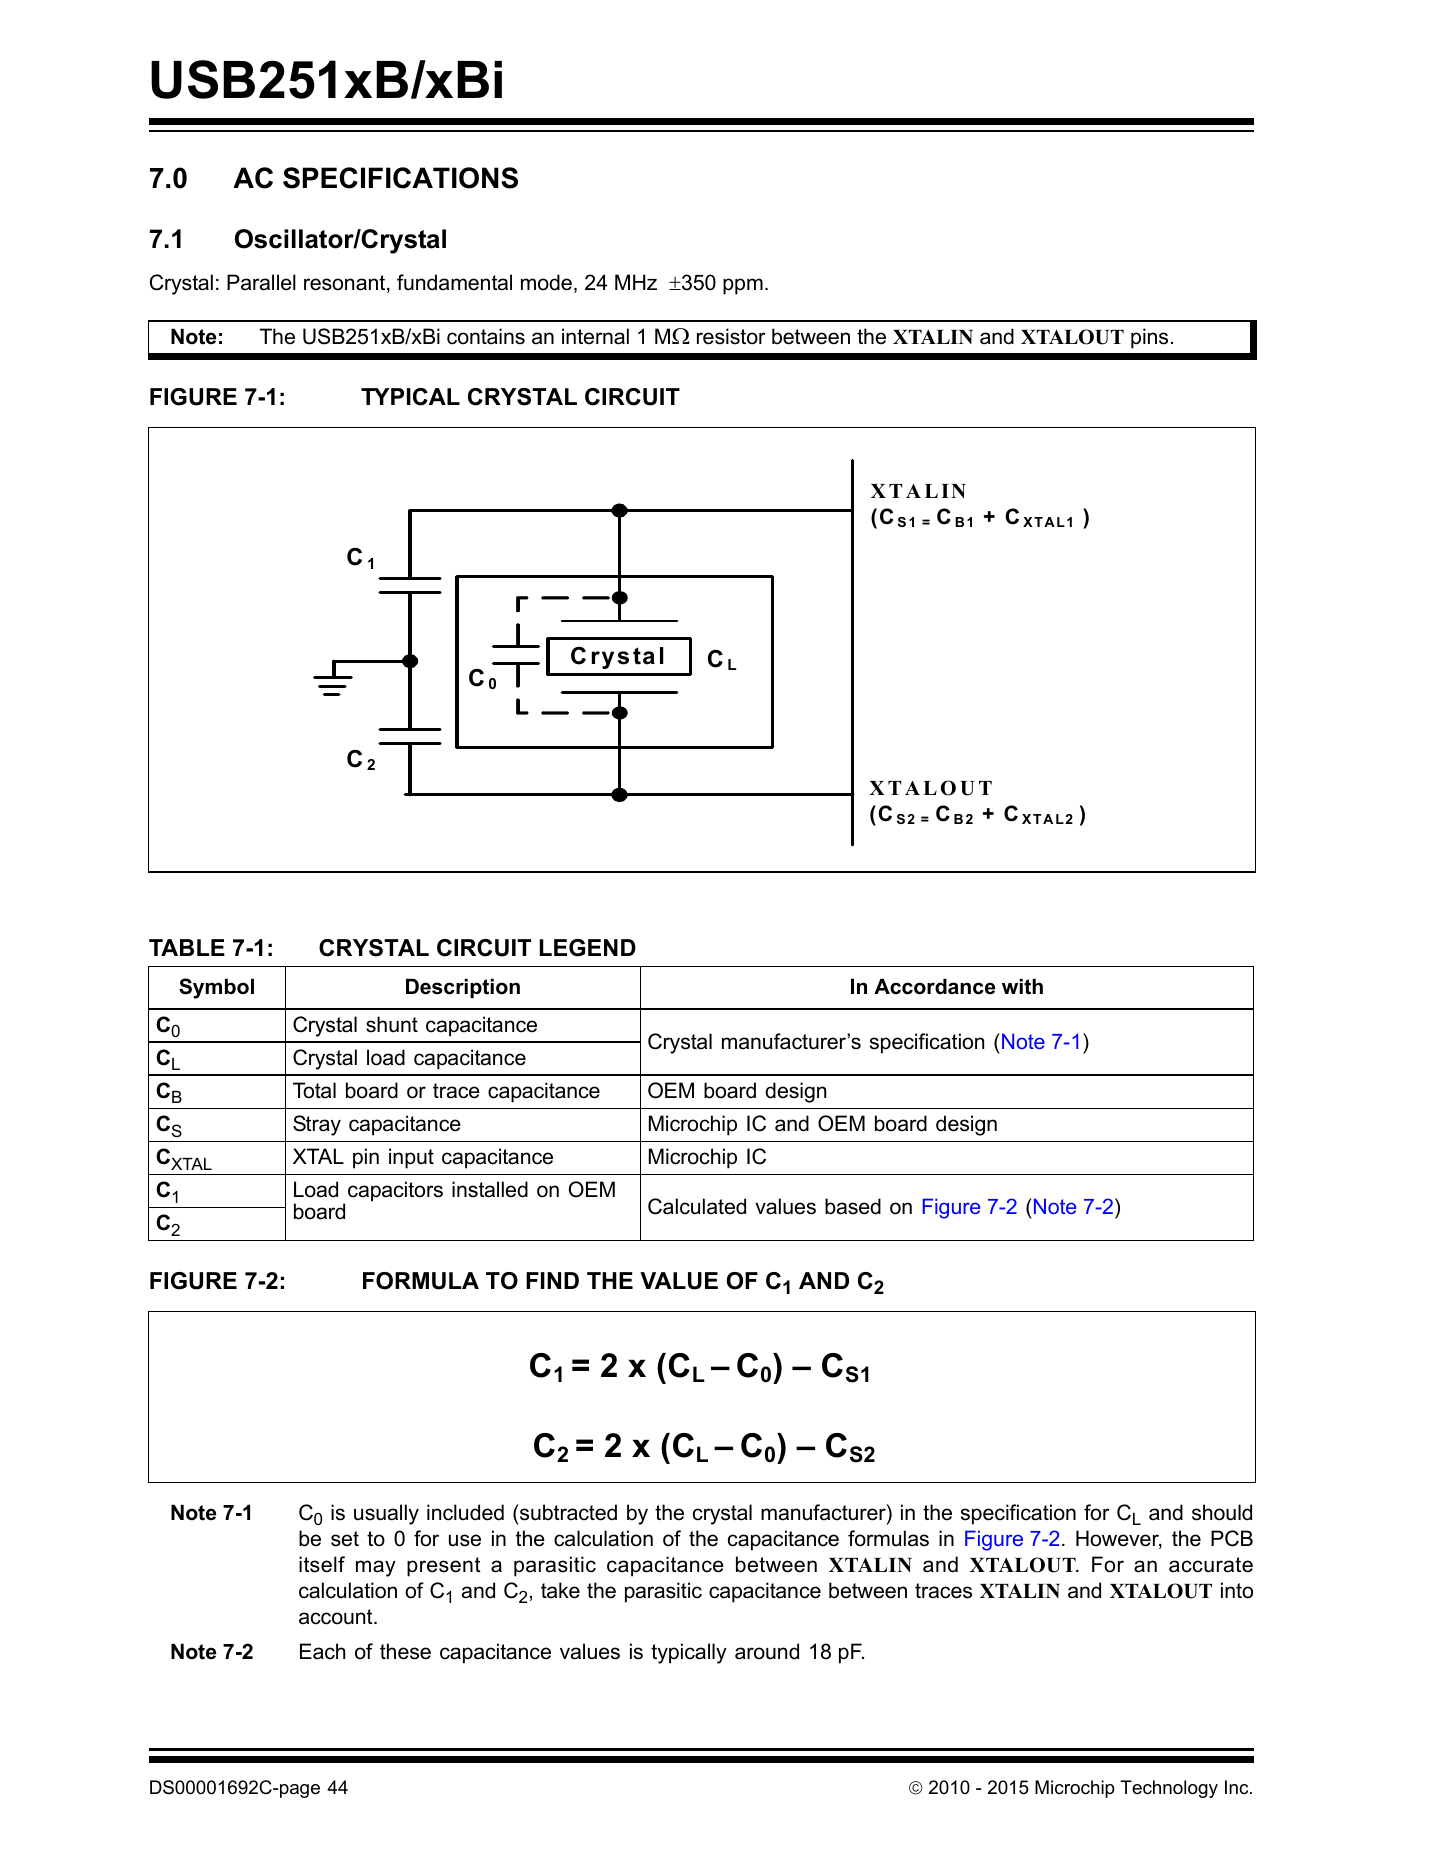 USB251xB/xBi
7.0 AC SPECIFICATIONS
7.1 Oscillator/Crystal
Crystal: Parallel resonant, fundamental mode, 24 MHz ±350 ppm.
Note: The USB251xB/xBi contains an internal 1 MΩ resistor between the XTALIN and XTALOUT pins.
FIGURE 7-1: TYPICAL CRYSTAL CIRCUIT
XTALIN
(CS1 = CB1 + CXTAL1 )
C1
Crystal
CL
C0
C2
XTALOUT
(CS2 = CB2 + CXTAL2 )
TABLE 7-1: CRYSTAL CIRCUIT LEGEND
Symbol Description In Accordance with
C0 Crystal shunt capacitance
Crystal manufacturer’s specification (Note 7-1)
CL Crystal load capacitance
CB Total board or trace capacitance OEM board design
CS Stray capacitance Microchip IC and OEM board design
CXTAL XTAL pin input capacitance Microchip IC
C1 Load capacitors installed on OEM
board
Calculated values based on Figure 7-2 (Note 7-2)
C2
FIGURE 7-2: FORMULA TO FIND THE VALUE OF C1 AND C2
C1 = 2 x (CL – C0) – CS1
C2 = 2 x (CL – C0) – CS2
Note 7-1 C0 is usually included (subtracted by the crystal manufacturer) in the specification for CL and should
be set to 0 for use in the calculation of the capacitance formulas in Figure 7-2. However, the PCB
itself may present a parasitic capacitance between XTALIN and XTALOUT. For an accurate
calculation of C1 and C2, take the parasitic capacitance between traces XTALIN and XTALOUT into
account.
Note 7-2 Each of these capacitance values is typically around 18 pF.
DS00001692C-page 44
© 2010 - 2015 Microchip Technology Inc.